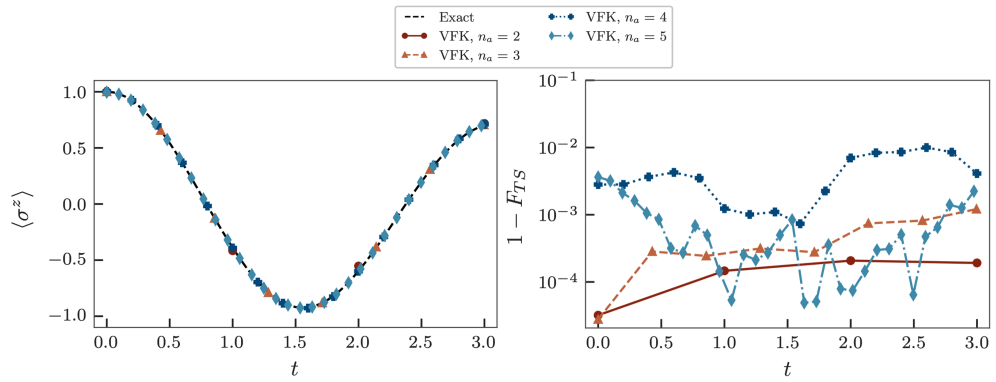 Exact
VFK, $n_a = 2$
VFK, $n_a = 3$
VFK, $n_a = 4$
VFK, $n_a = 5$
⟨σ^z⟩
1.0
0.5
0.0
−0.5
−1.0
0.0 0.5 1.0 1.5 2.0 2.5 3.0
t
1 − F_{TS}
10^{−1}
10^{−2}
10^{−3}
10^{−4}
0.0 0.5 1.0 1.5 2.0 2.5 3.0
t